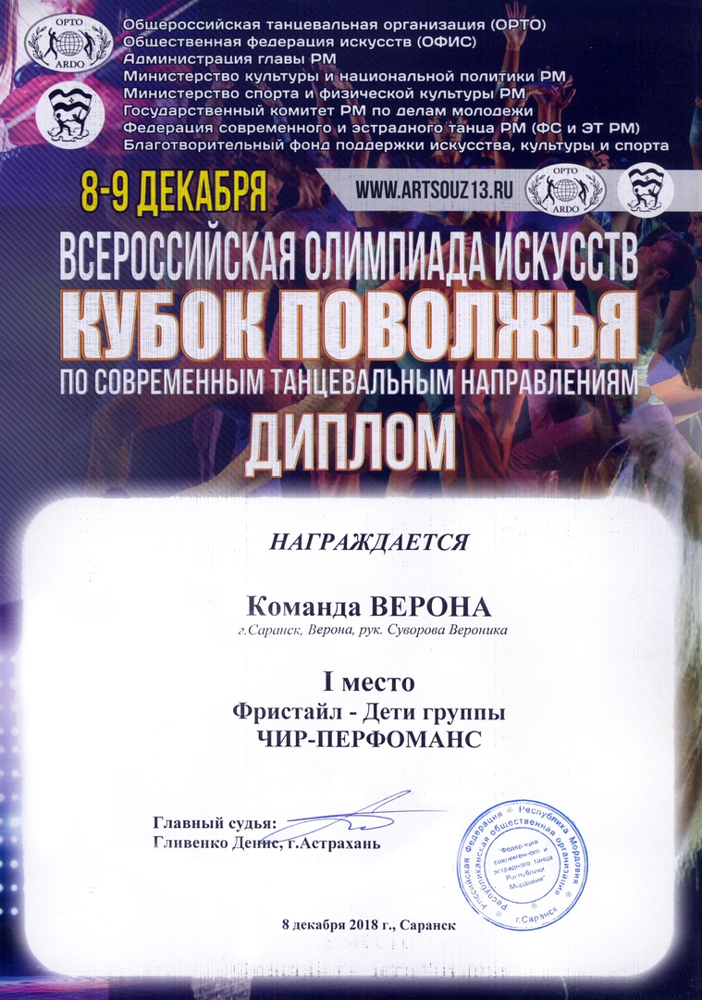 ОРТО
ARDO
Общероссийская танцевальная организация (ОРТО)
Общественная федерация искусств (ОФИС)
Администрация главы РМ
Министерство культуры и национальной политики РМ
Министерство спорта и физической культуры РМ
Государственный комитет РМ по делам молодежи
Федерация современного и эстрадного танца РМ (ФС и ЭТ РМ)
Благотворительный фонд поддержки искусства, культуры и спорта
8-9 ДЕКАБРЯ
WWW.ARTSOUZ13.RU
ОРТО
ARDO
ВСЕРОССИЙСКАЯ ОЛИМПИАДА ИСКУССТВ
КУБОК ПОВОЛЖЬЯ
ПО СОВРЕМЕННЫМ ТАНЦЕВАЛЬНЫМ НАПРАВЛЕНИЯМ
ДИПЛОМ
НАГРАЖДАЕТСЯ
Команда ВЕРОНА
г.Саранск, Верона, рук. Суворова Вероника
I место
Фристайл - Дети группы
ЧИР-ПЕРФОМАНС
Главный судья:
Гливенко Денис, г.Астрахань
Российская Федерация * Республика Мордовия *
Республиканская общественная организация
"Федерация
современного и
эстрадного танца
Республики
Мордовия"
г.Саранск
8 декабря 2018 г., Саранск